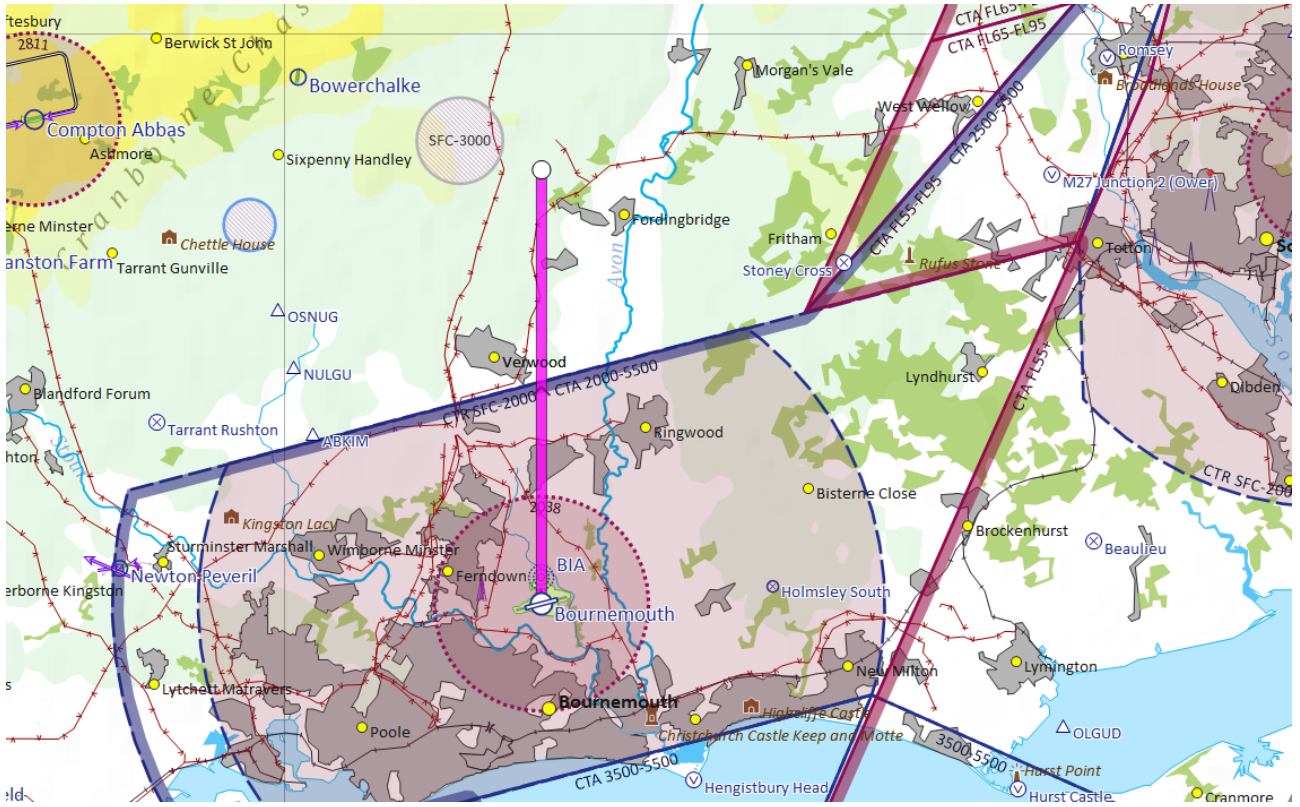 ftesbury
2811
Berwick St John
CTA FL65-FL95
Romsey
Morgan's Vale
Bowerchalke
Broadlands House
West Wellow
CTA 2500-5500
Compton Abbas
Ashmore
SFC-3000
Sixpenny Handley
Cranborne Chas
M27 Junction 2 (Ower)
Fordingbridge
erne Minster
Chettle House
Fritham
CTA FL55-FL95
Totton
So
anston Farm
Tarrant Gunville
Avon
Stoney Cross
Rufus Stone
OSNUG
Verwood
CTA FL55+
NULGU
Lyndhurst
Dibden
Blandford Forum
CTR SFC-2000
CTA 2000-5500
Tarrant Rushton
ABKIM
Ringwood
hton
Stour
CTR SFC-200
Bisterne Close
2038
Kingston Lacy
Brockenhurst
Sturminster Marshall
Wimborne Minster
Beaulieu
Newton Peveril
Ferndown
BIA
erborne Kingston
Holmsley South
Bournemouth
Lymington
New Milton
s
Lytchett Matravers
Bournemouth
Highcliffe Castle
Poole
Christchurch Castle Keep and Motte
OLGUD
3500-5500
CTA 3500-5500
Hurst Point
Hengistbury Head
Hurst Castle
Cranmore
eld